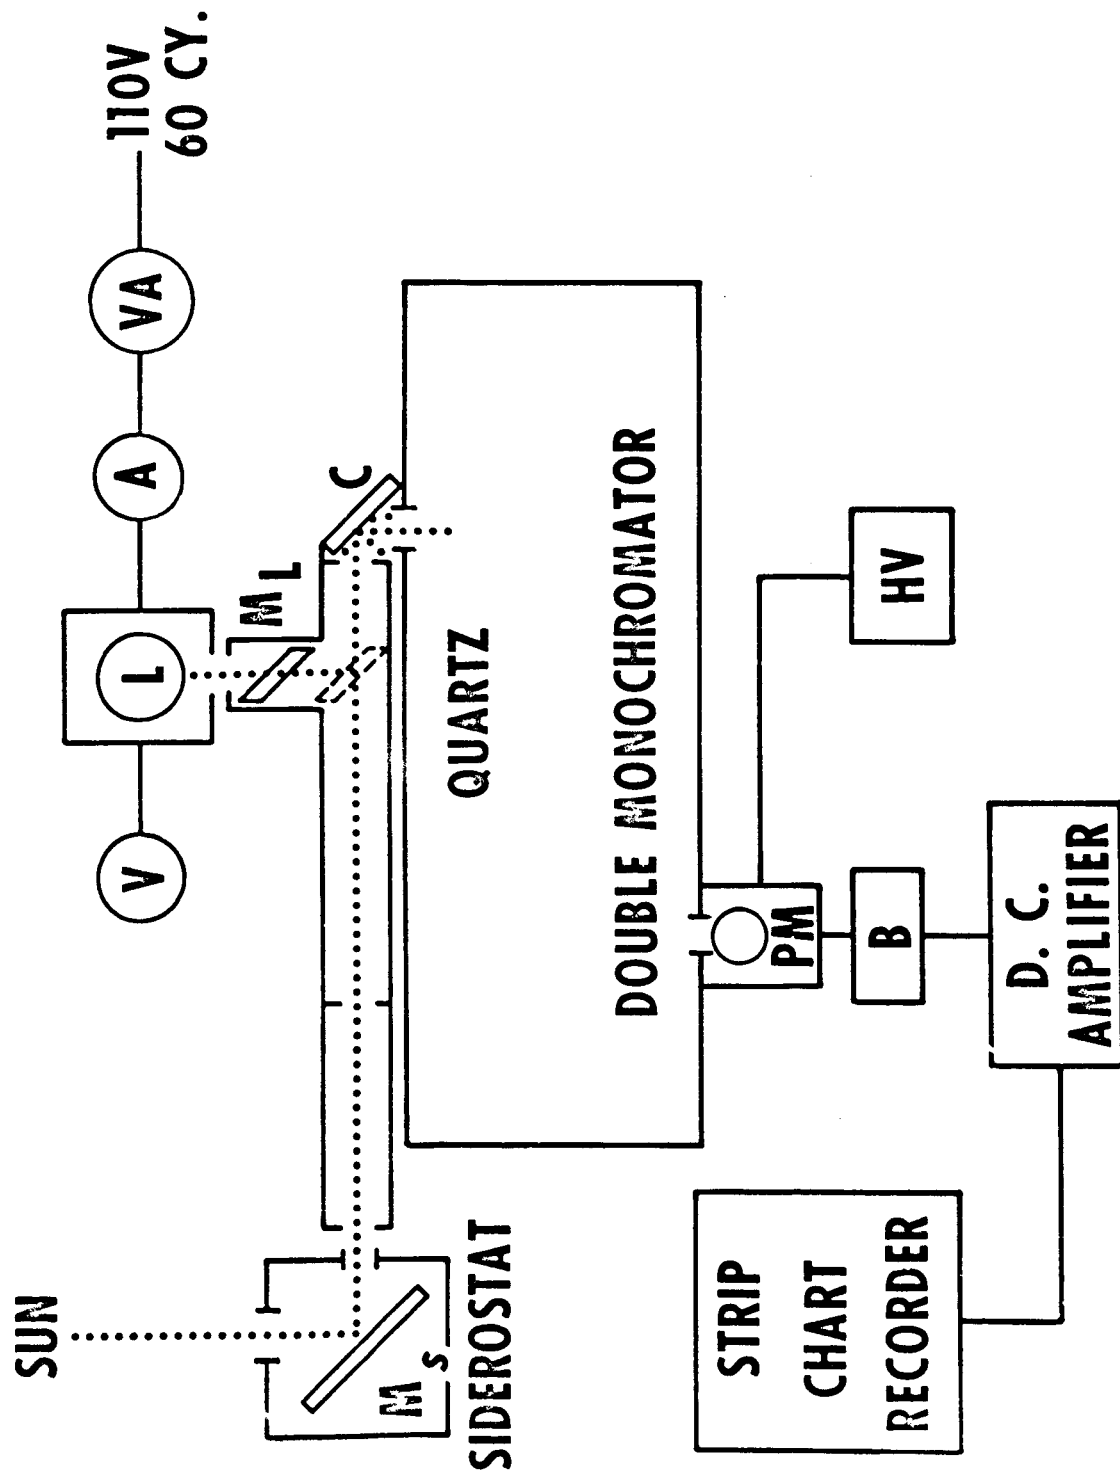 SUN
M s
SIDEROSTAT
V
L
A
VA
110V
60 CY.
M L
C
QUARTZ
DOUBLE MONOCHROMATOR
PM
HV
B
D. C.
AMPLIFIER
STRIP
CHART
RECORDER